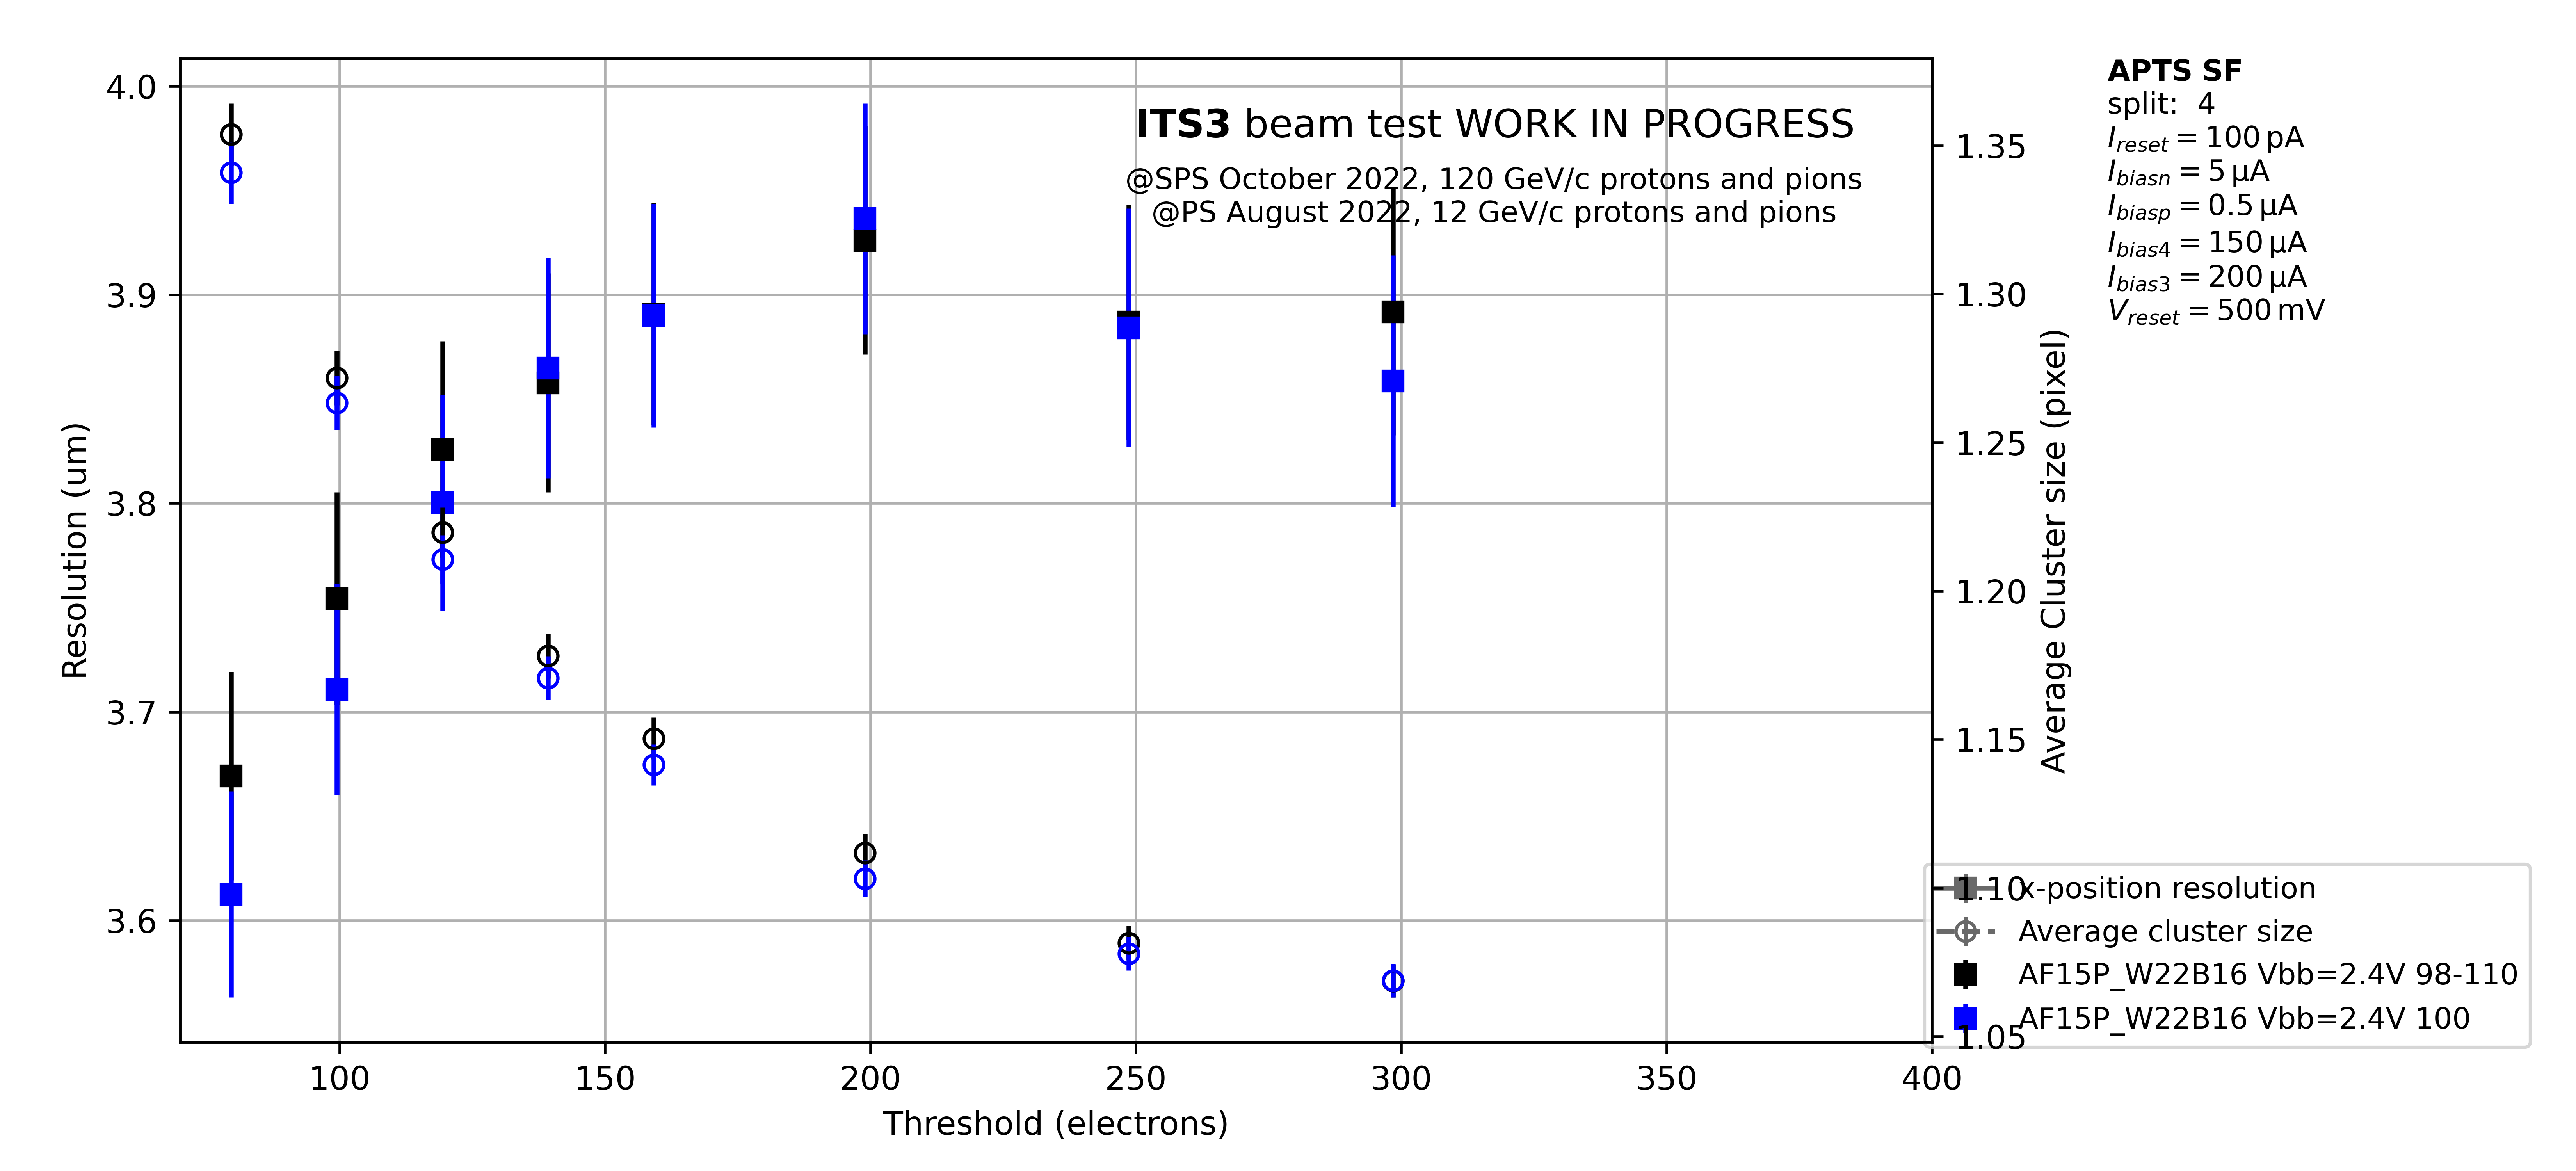 4.0
3.9
3.8
3.7
3.6
Resolution (um)
100
150
200
250
300
350
400
Threshold (electrons)
ITS3 beam test WORK IN PROGRESS
@SPS October 2022, 120 GeV/c protons and pions
@PS August 2022, 12 GeV/c protons and pions
1.35
1.30
1.25
1.20
1.15
1.10
1.05
Average Cluster size (pixel)
APTS SF
split: 4
I_reset = 100 pA
I_biasn = 5 µA
I_biasp = 0.5 µA
I_bias4 = 150 µA
I_bias3 = 200 µA
V_reset = 500 mV
x-position resolution
Average cluster size
AF15P_W22B16 Vbb=2.4V 98-110
AF15P_W22B16 Vbb=2.4V 100